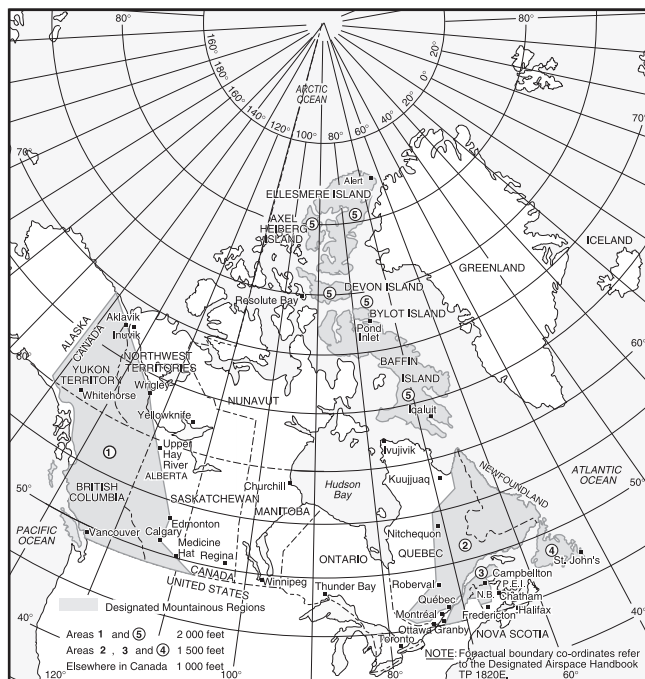 80°
160°
160°
140°
120°
100°
80°
60°
40°
20°
0°
20°
80°
ARCTIC
OCEAN
70°
70°
140°
120°
100°
80°
60°
Alert
ELLESMERE ISLAND
AXEL
HEIBERG
ISLAND
5
5
ICELAND
GREENLAND
DEVON ISLAND
Resolute Bay
5
5
BYLOT ISLAND
Pond
Inlet
Aklavik
Inuvik
ALASKA
CANADA
60°
60°
NORTHWEST
TERRITORIES
YUKON
TERRITORY
Whitehorse
Wrigley
BAFFIN
ISLAND
5
Iqaluit
NUNAVUT
Yellowknife
Ivujivik
1
Upper
Hay
River
ALBERTA
Kuujjuaq
NEWFOUNDLAND
ATLANTIC
OCEAN
50°
50°
BRITISH
COLUMBIA
SASKATCHEWAN
Churchill
MANITOBA
Hudson
Bay
PACIFIC
OCEAN
Vancouver
Edmonton
Calgary
Medicine
Hat
Regina
ONTARIO
Nitchequon
QUEBEC
2
4
St. John's
CANADA
UNITED STATES
Winnipeg
Thunder Bay
Roberval
Québec
Montréal
Ottawa
Granby
Toronto
3
Campbellton
P.E.I.
N.B.
Chatham
Fredericton
Halifax
NOVA SCOTIA
40°
40°
Designated Mountainous Regions
Areas 1 and 5 2 000 feet
Areas 2 , 3 and 4 1 500 feet
Elsewhere in Canada 1 000 feet
NOTE: For actual boundary co-ordinates refer
to the Designated Airspace Handbook
TP 1820E.
120°
100°
80°
60°